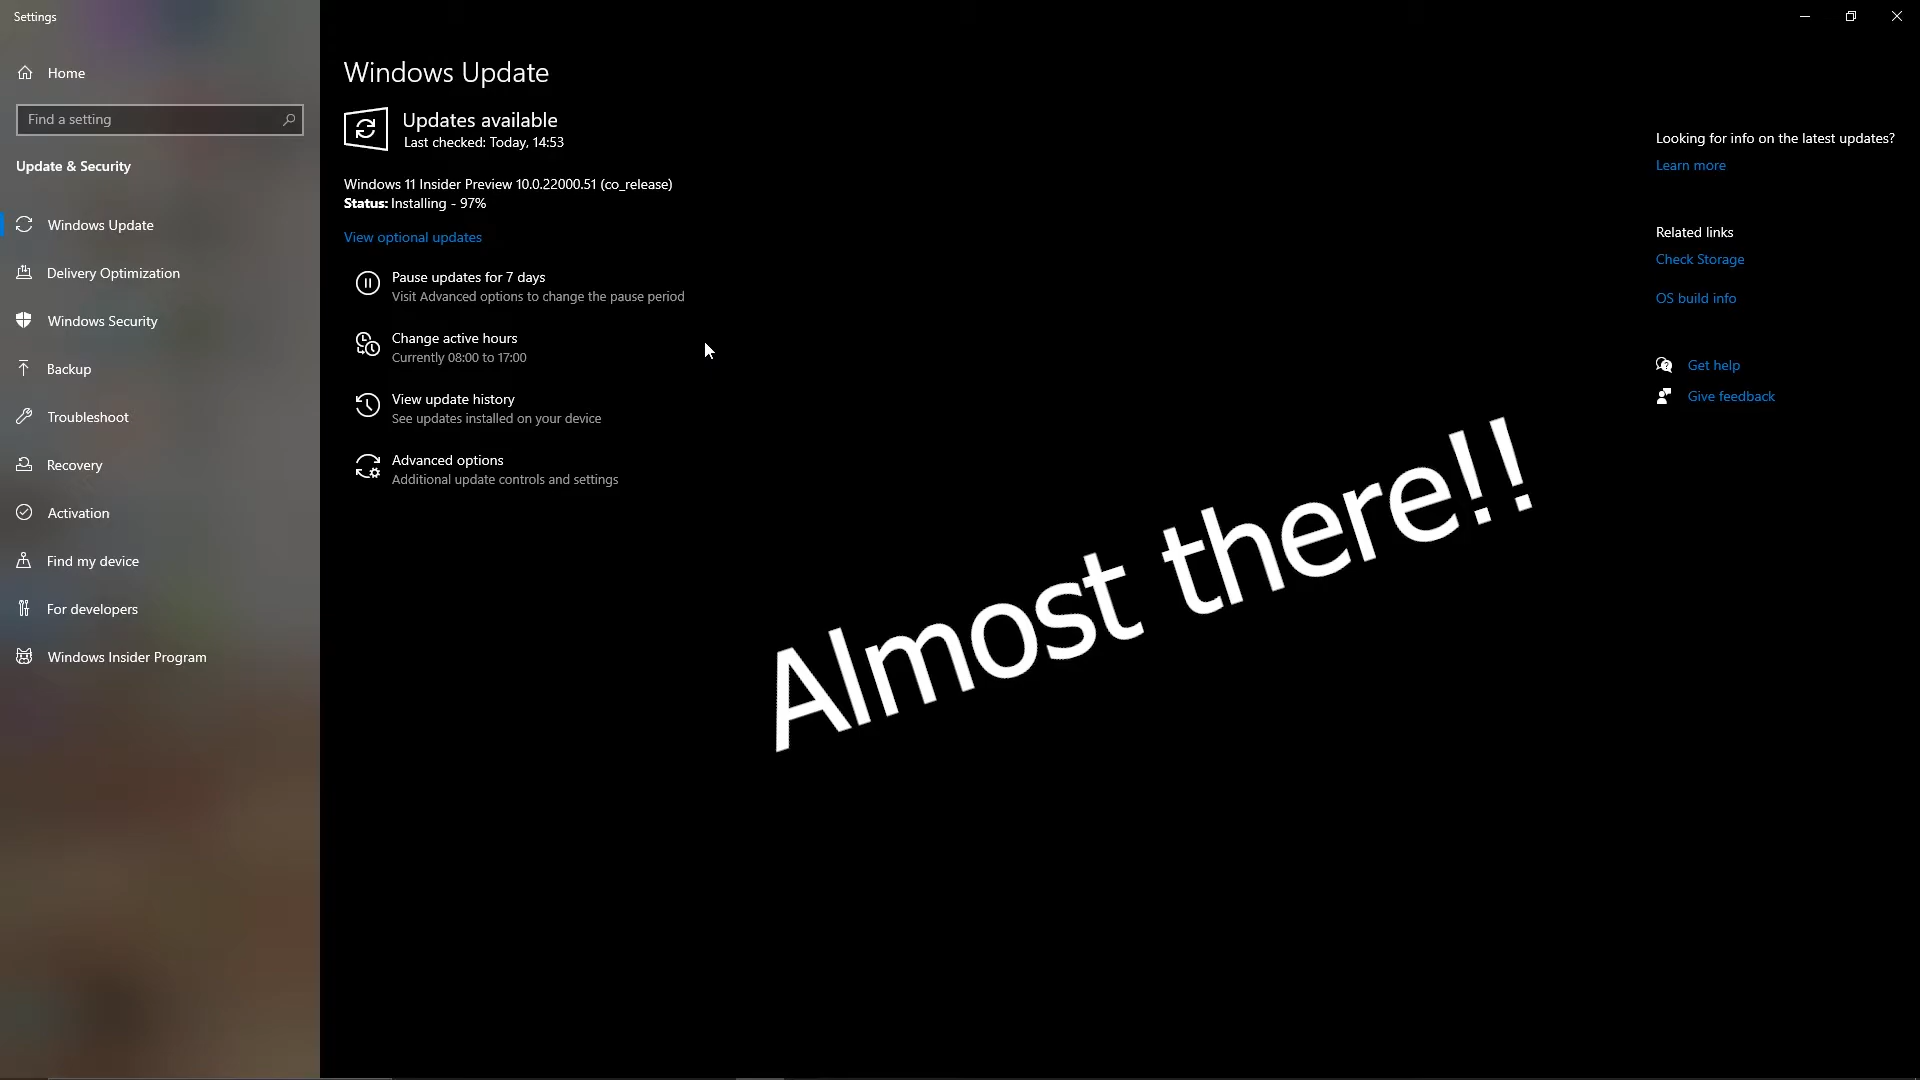 Settings
Home
Find a setting
Update & Security
Windows Update
Delivery Optimization
Windows Security
Backup
Troubleshoot
Recovery
Activation
Find my device
For developers
Windows Insider Program
Windows Update
Updates available
Last checked: Today, 14:53
Windows 11 Insider Preview 10.0.22000.51 (co_release)
Status: Installing - 97%
View optional updates
Pause updates for 7 days
Visit Advanced options to change the pause period
Change active hours
Currently 08:00 to 17:00
View update history
See updates installed on your device
Advanced options
Additional update controls and settings
Almost there!!
Looking for info on the latest updates?
Learn more
Related links
Check Storage
OS build info
Get help
Give feedback